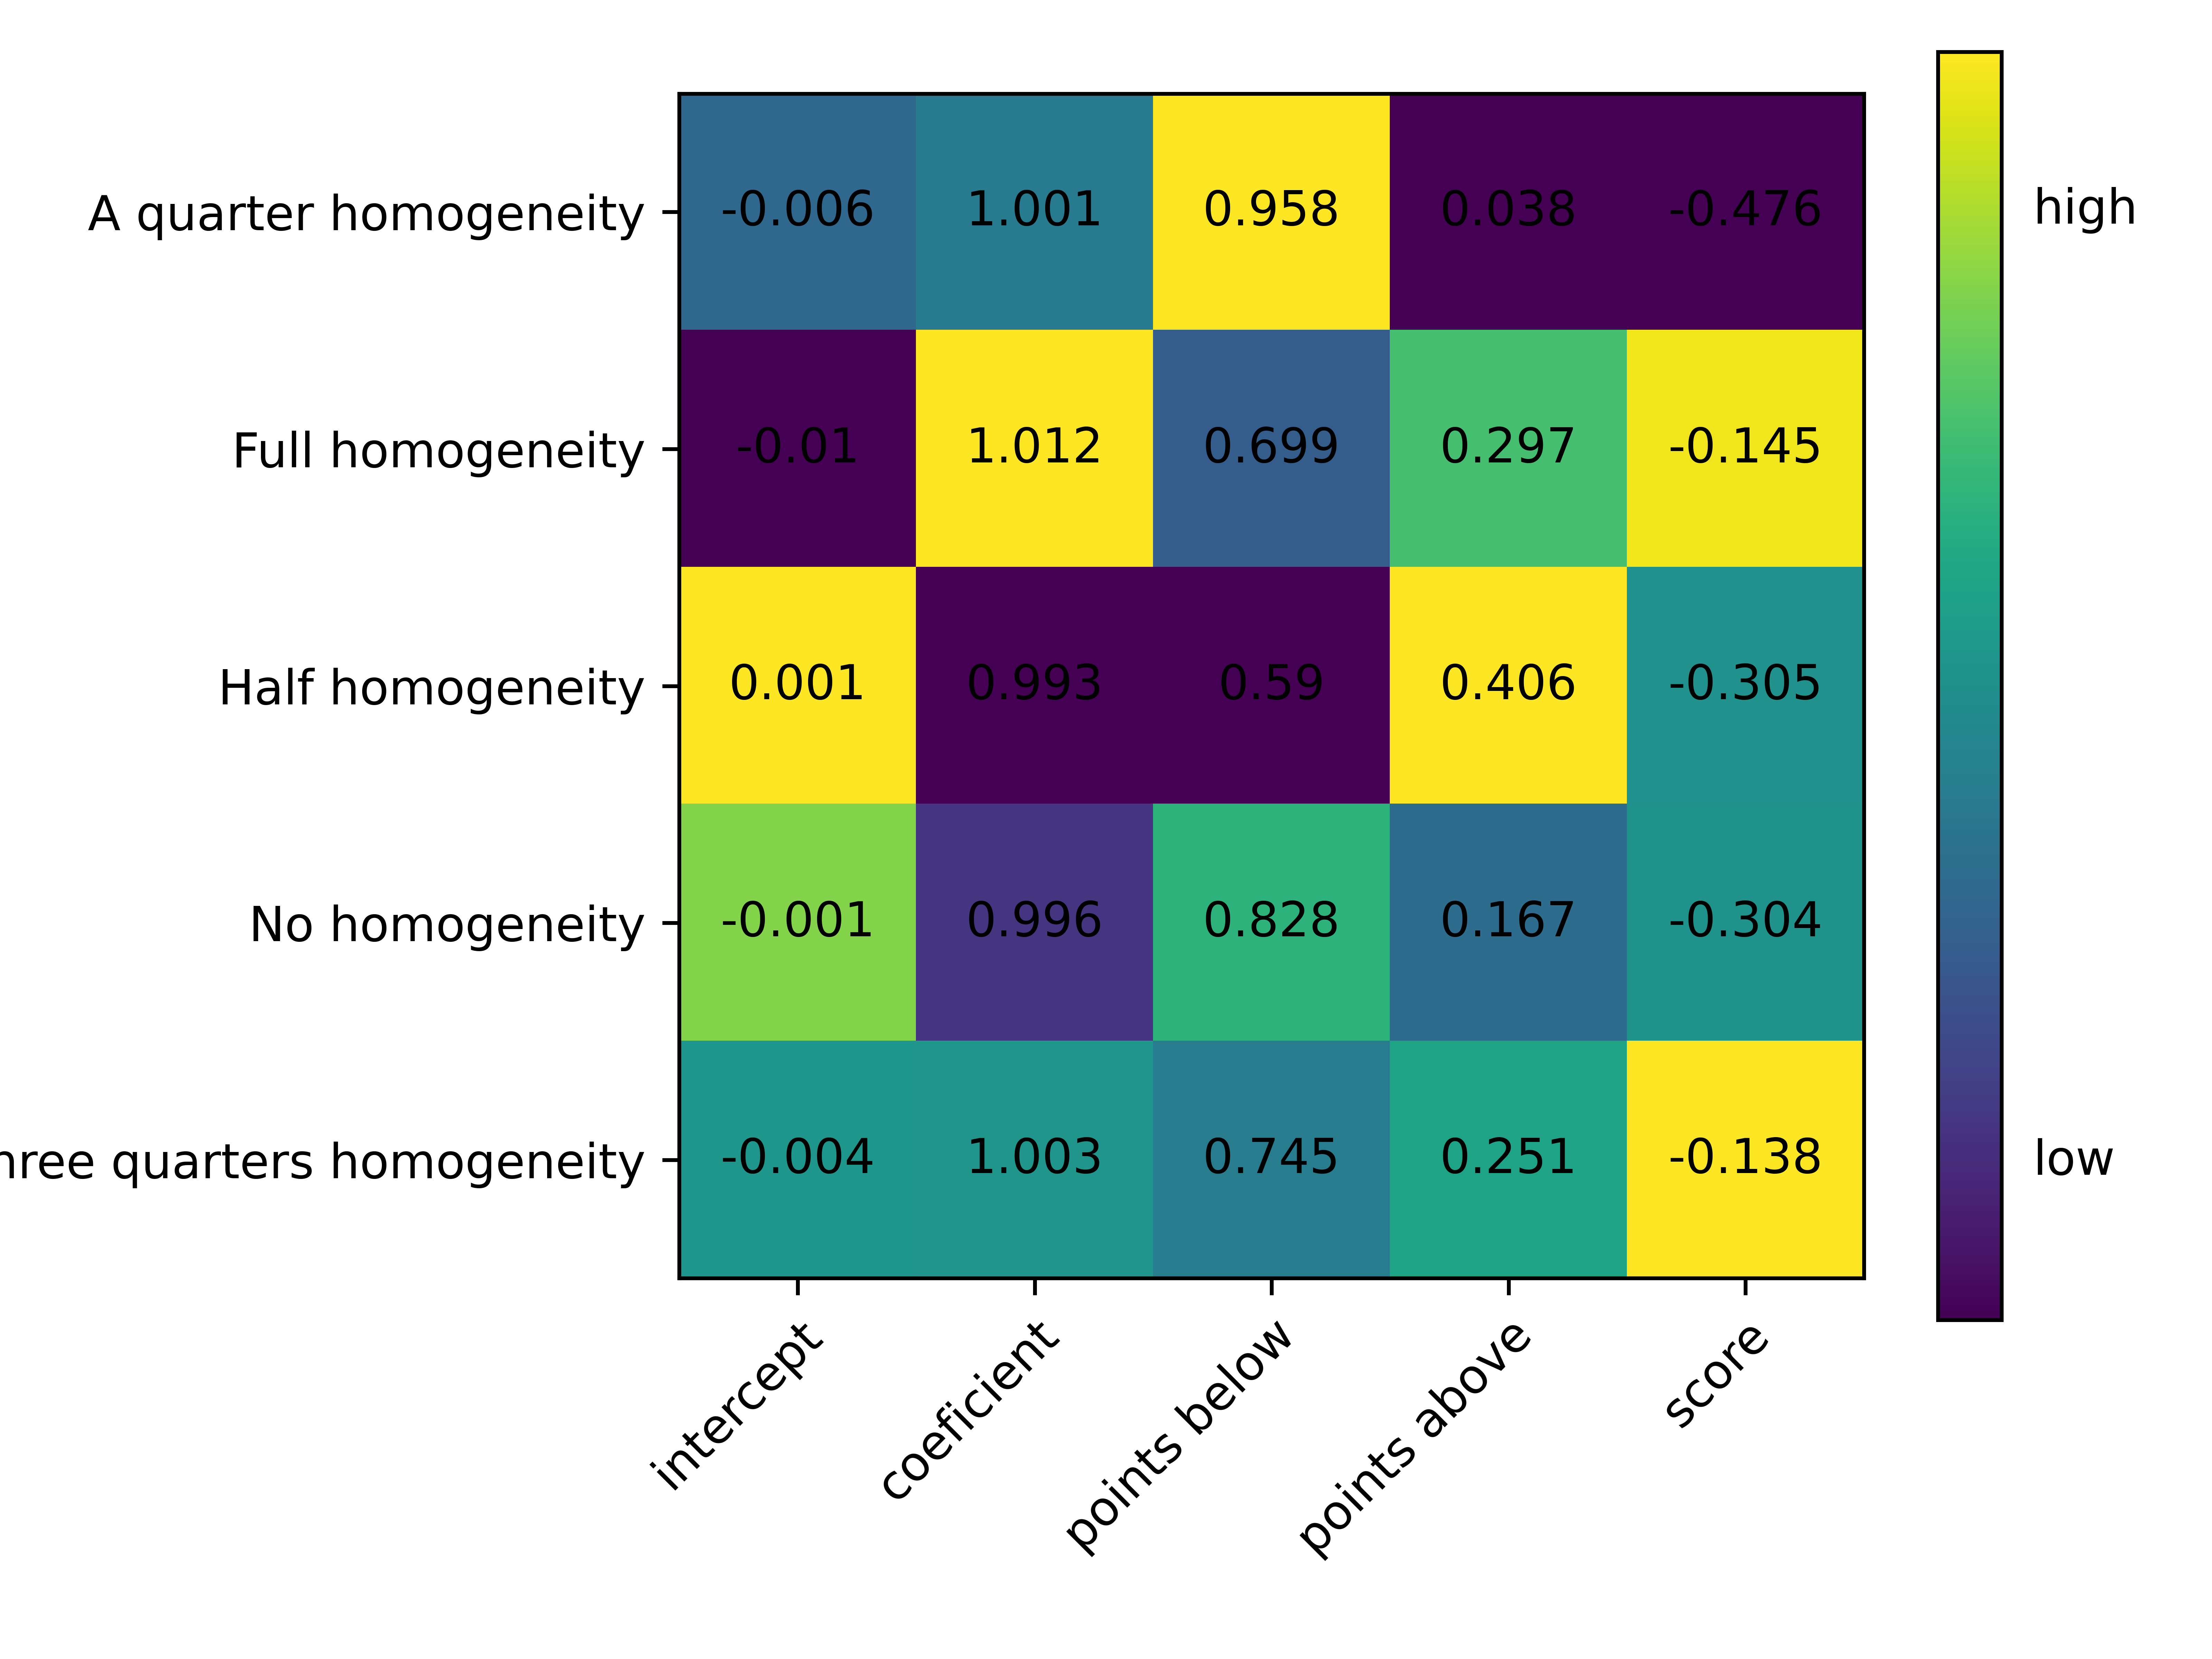 A quarter homogeneity -0.006 1.001 0.958 0.038 -0.476
Full homogeneity -0.01 1.012 0.699 0.297 -0.145
Half homogeneity 0.001 0.993 0.59 0.406 -0.305
No homogeneity -0.001 0.996 0.828 0.167 -0.304
hree quarters homogeneity -0.004 1.003 0.745 0.251 -0.138
intercept coeficient points below points above score
high
low